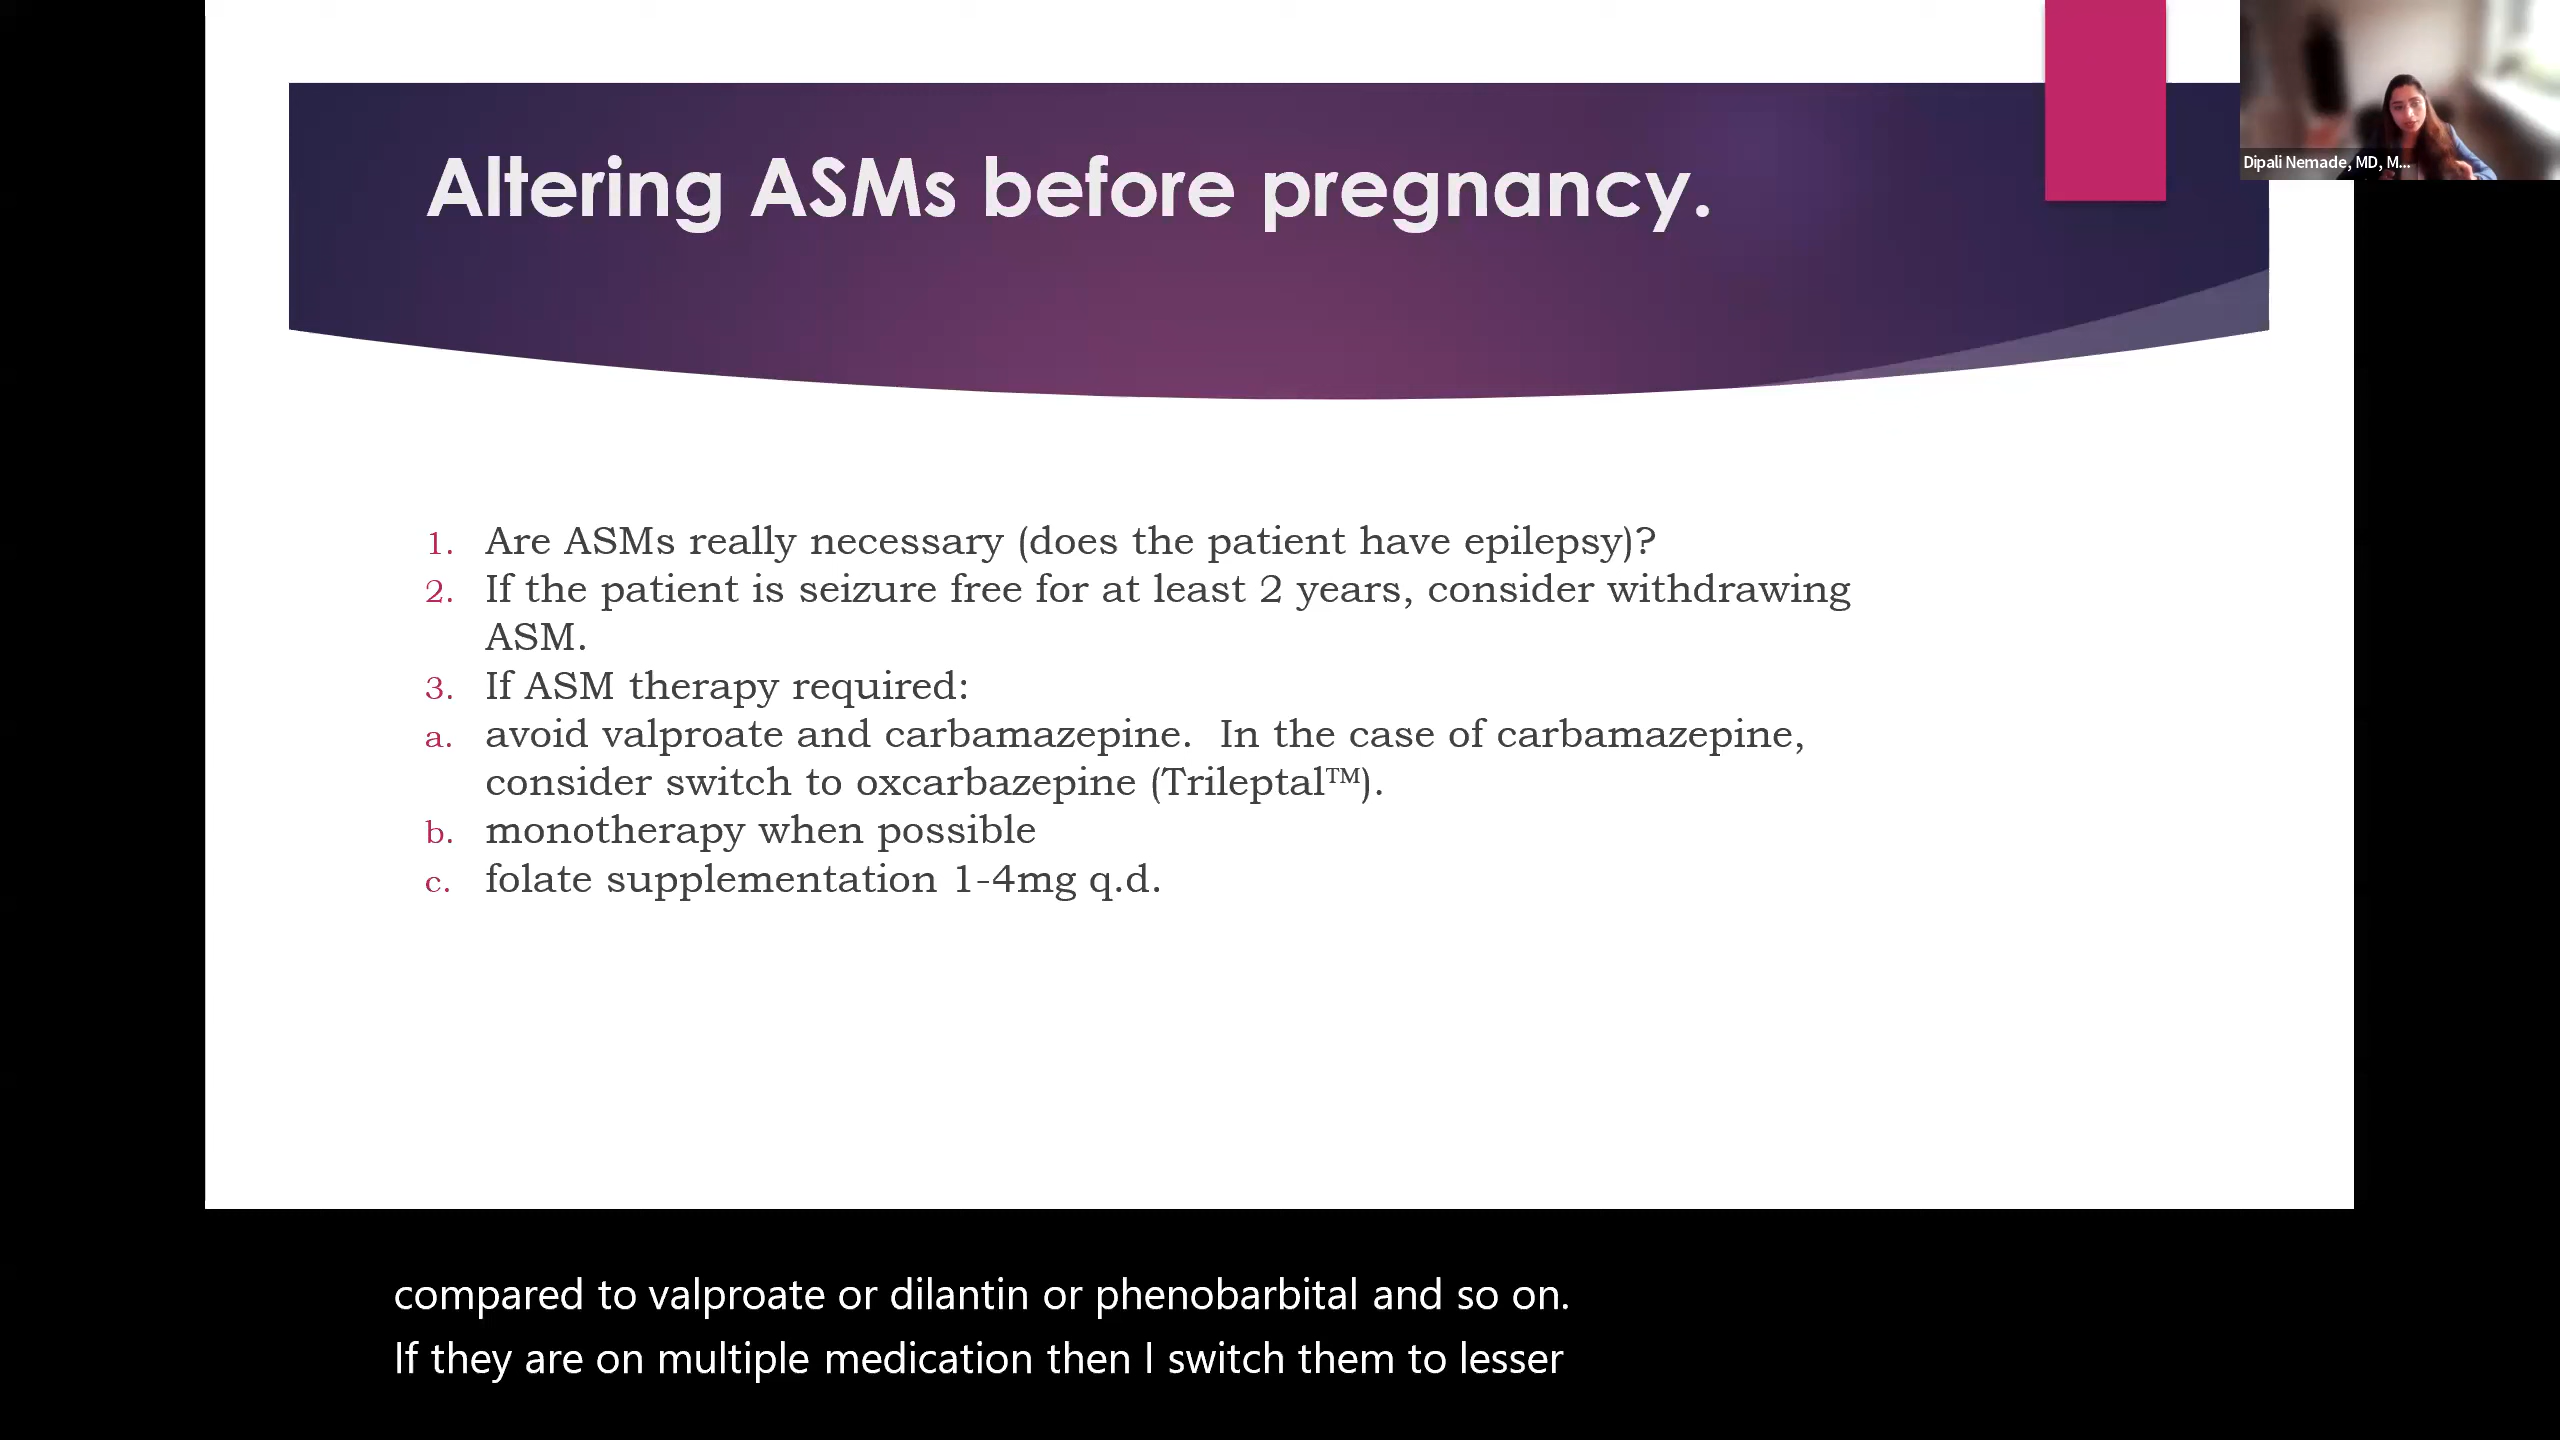 Altering ASMs before pregnancy.
Dipali Nemade, MD, M...
1. Are ASMs really necessary (does the patient have epilepsy)?
2. If the patient is seizure free for at least 2 years, consider withdrawing
ASM.
3. If ASM therapy required:
a. avoid valproate and carbamazepine.  In the case of carbamazepine,
consider switch to oxcarbazepine (Trileptal™).
b. monotherapy when possible
c. folate supplementation 1-4mg q.d.
compared to valproate or dilantin or phenobarbital and so on.
If they are on multiple medication then I switch them to lesser